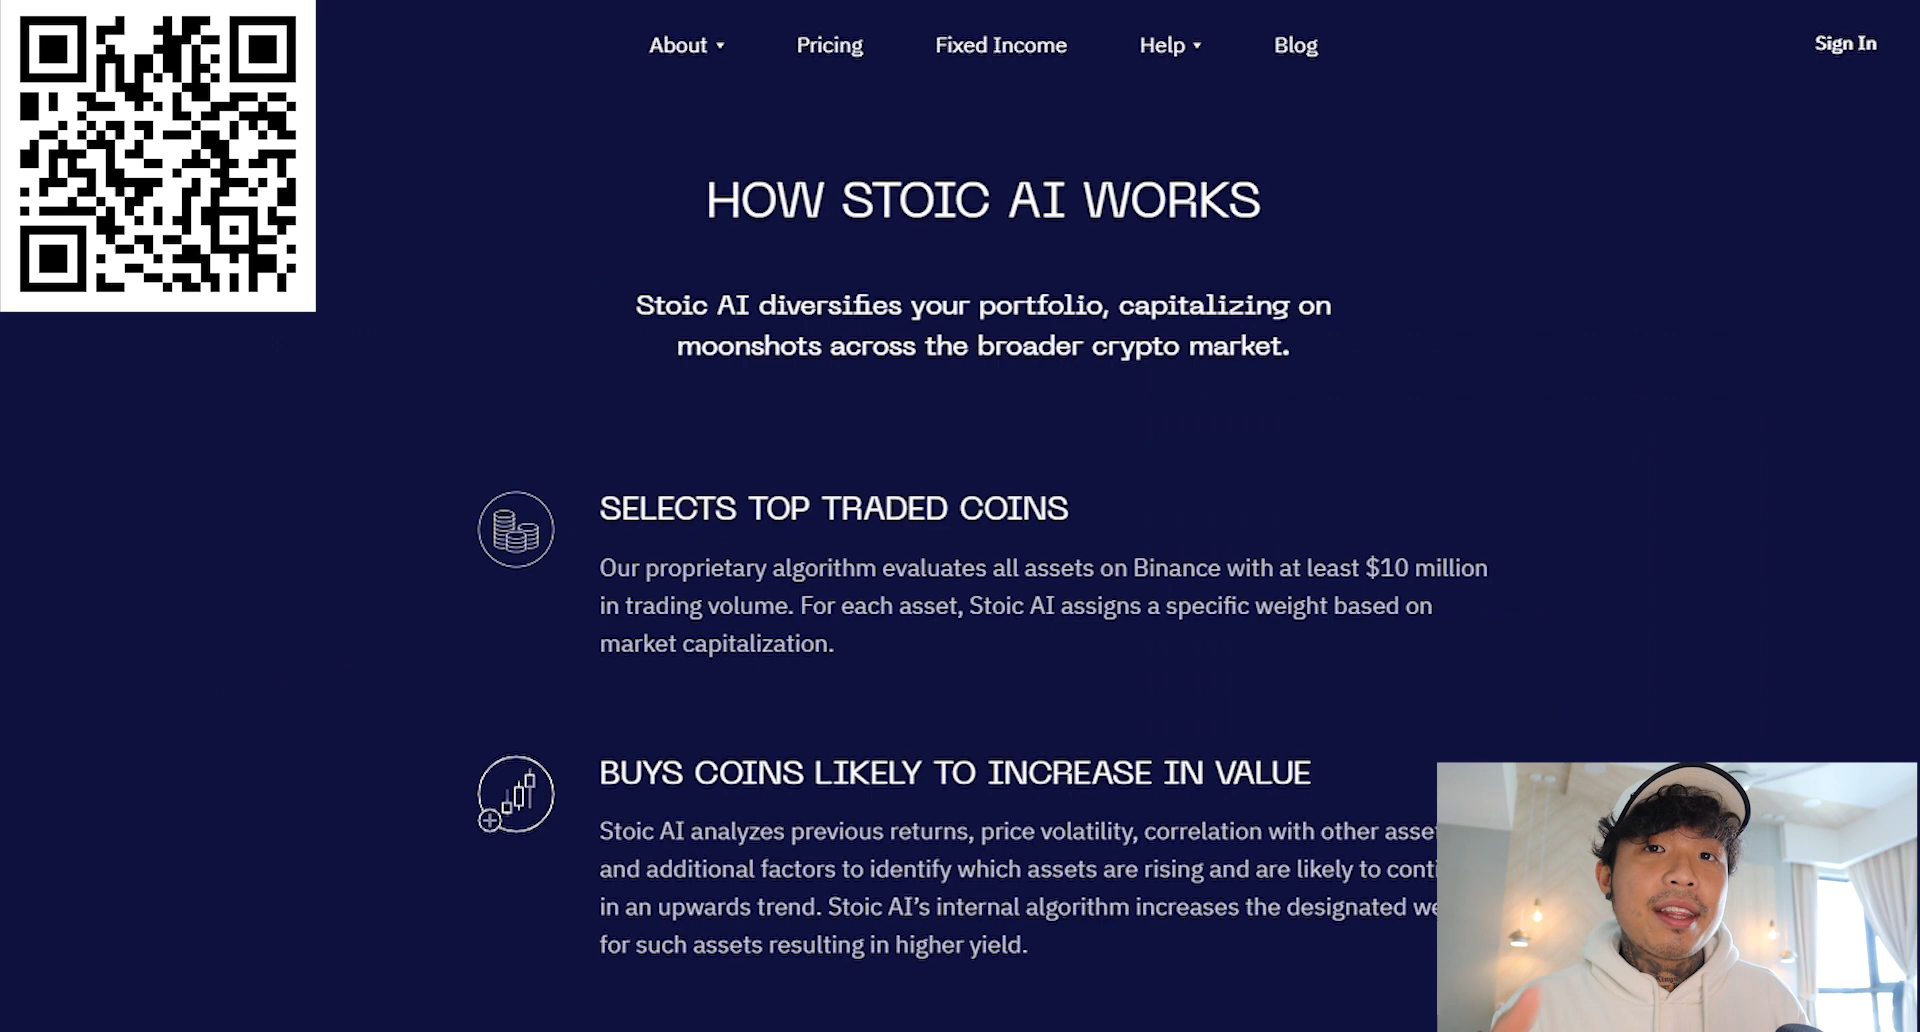 About ▾ Pricing Fixed Income Help ▾ Blog Sign In
HOW STOIC AI WORKS
Stoic AI diversifies your portfolio, capitalizing on
moonshots across the broader crypto market.
SELECTS TOP TRADED COINS
Our proprietary algorithm evaluates all assets on Binance with at least $10 million
in trading volume. For each asset, Stoic AI assigns a specific weight based on
market capitalization.
BUYS COINS LIKELY TO INCREASE IN VALUE
Stoic AI analyzes previous returns, price volatility, correlation with other
and additional factors to identify which assets are rising and are likely to
in an upwards trend. Stoic AI’s internal algorithm increases the designated
for such assets resulting in higher yield.